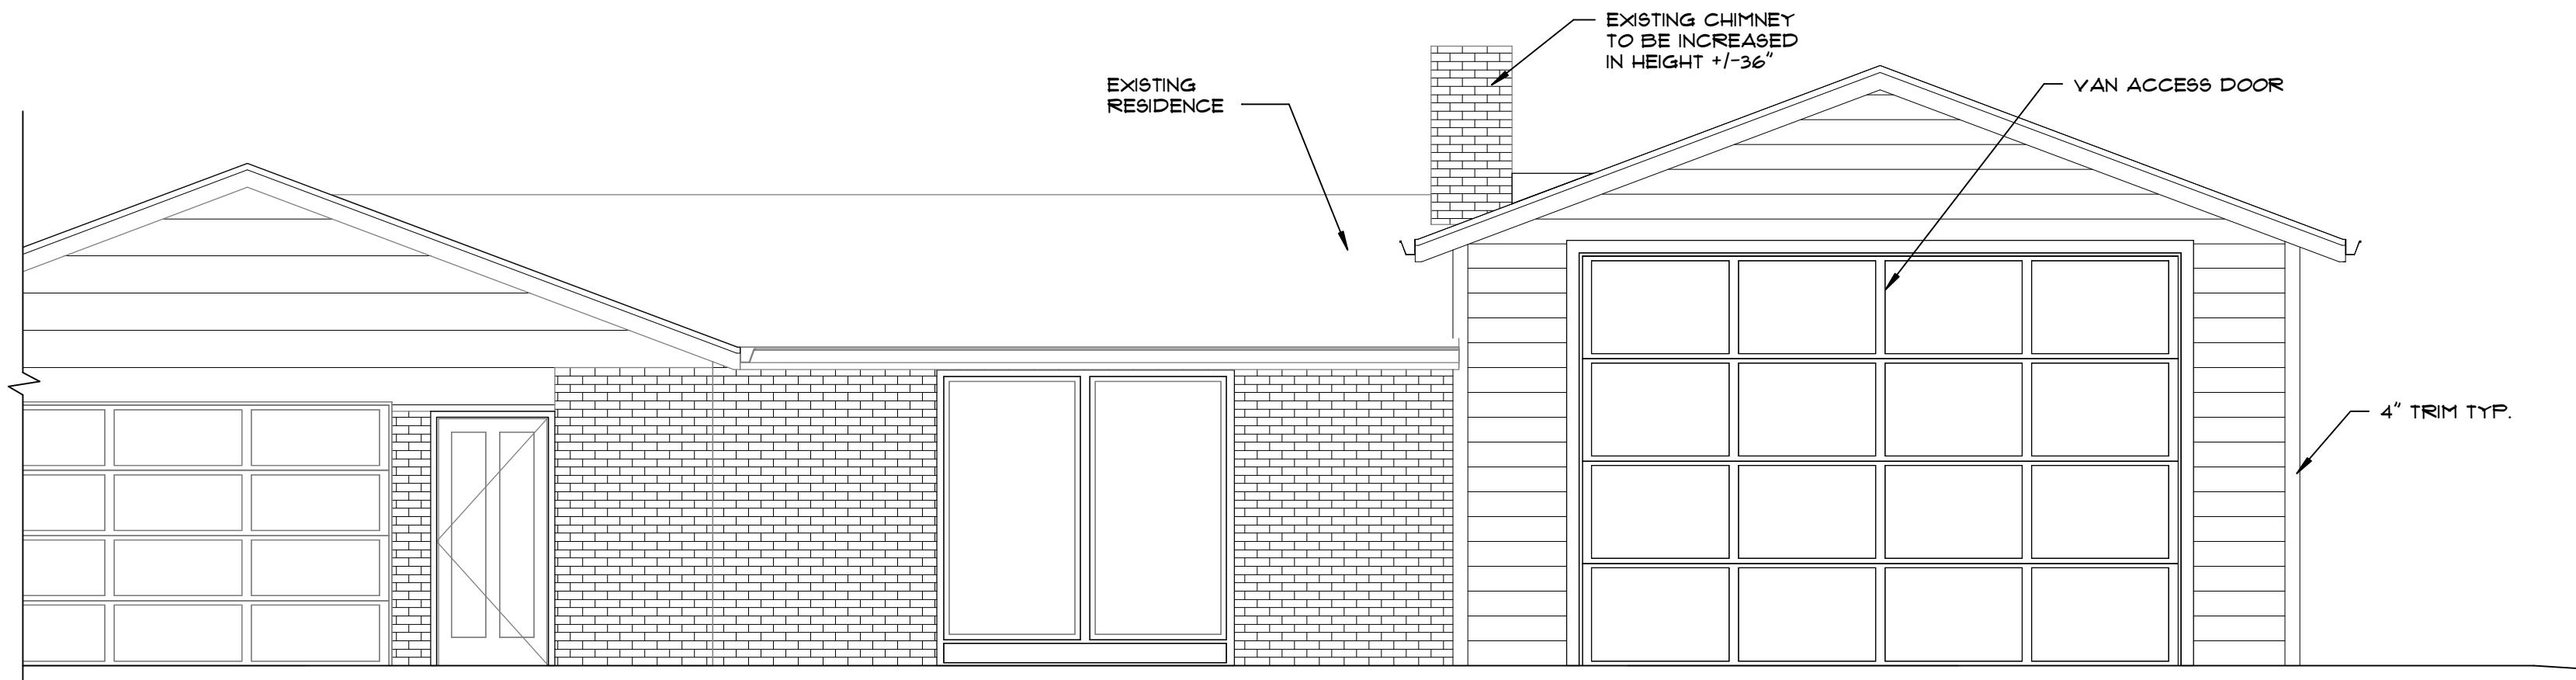 EXISTING CHIMNEY
TO BE INCREASED
IN HEIGHT +/-36"
EXISTING
RESIDENCE
VAN ACCESS DOOR
4" TRIM TYP.